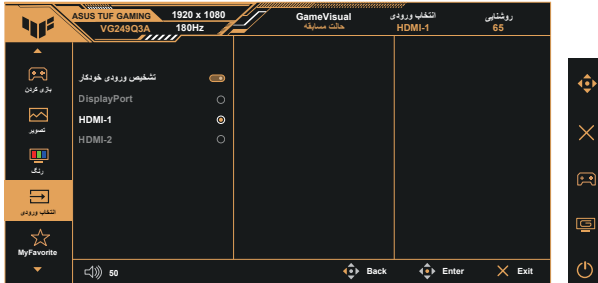 ASUS TUF GAMING
VG249Q3A
1920 x 1080
180Hz
GameVisual
حالت مسابقه
انتخاب ورودی
HDMI-1
روشنایی
65
بازی کردن
تصویر
رنگ
انتخاب ورودی
MyFavorite
تشخیص ورودی خودکار
DisplayPort
HDMI-1
HDMI-2
50
Back
Enter
Exit